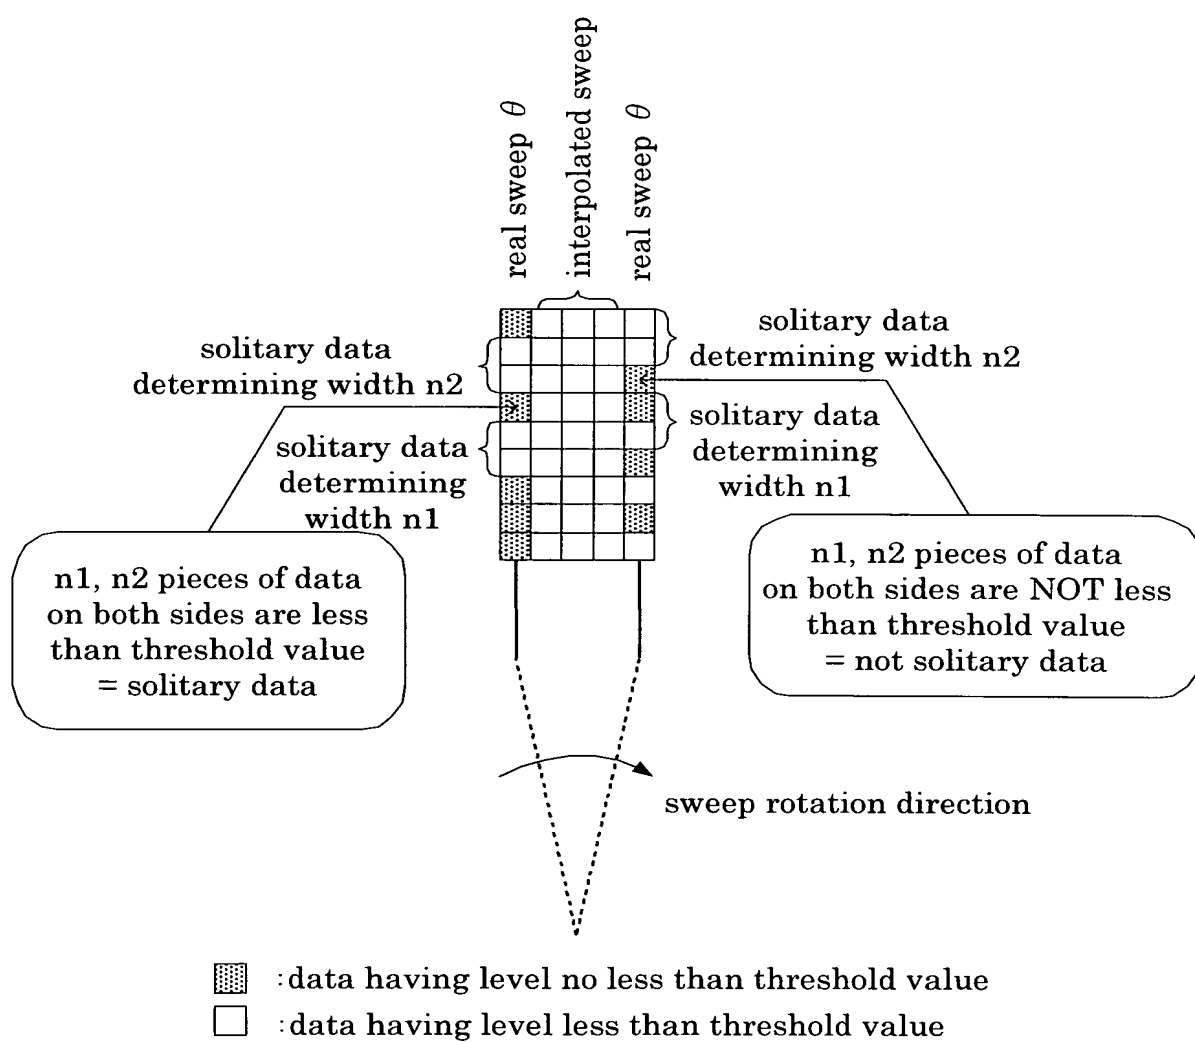 real sweep θ
interpolated sweep
real sweep θ
solitary data
determining width n2
solitary data
determining width n2
solitary data
determining
width n1
solitary data
determining
width n1
n1, n2 pieces of data
on both sides are less
than threshold value
= solitary data
n1, n2 pieces of data
on both sides are NOT less
than threshold value
= not solitary data
sweep rotation direction
:data having level no less than threshold value
:data having level less than threshold value